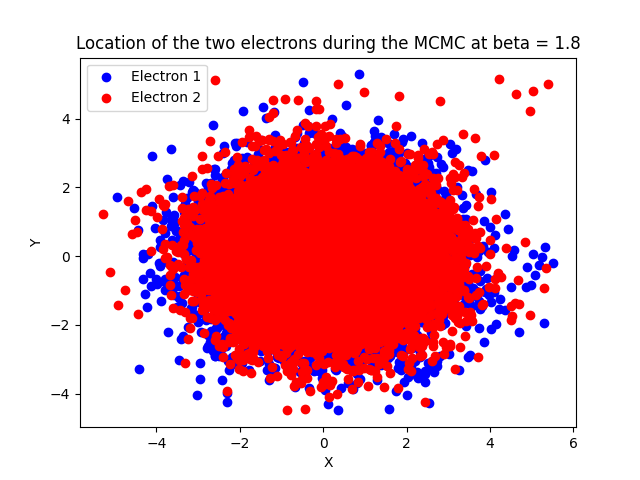 Location of the two electrons during the MCMC at beta = 1.8
Electron 1
Electron 2
4
2
0
−2
−4
Y
−4 −2 0 2 4 6
X